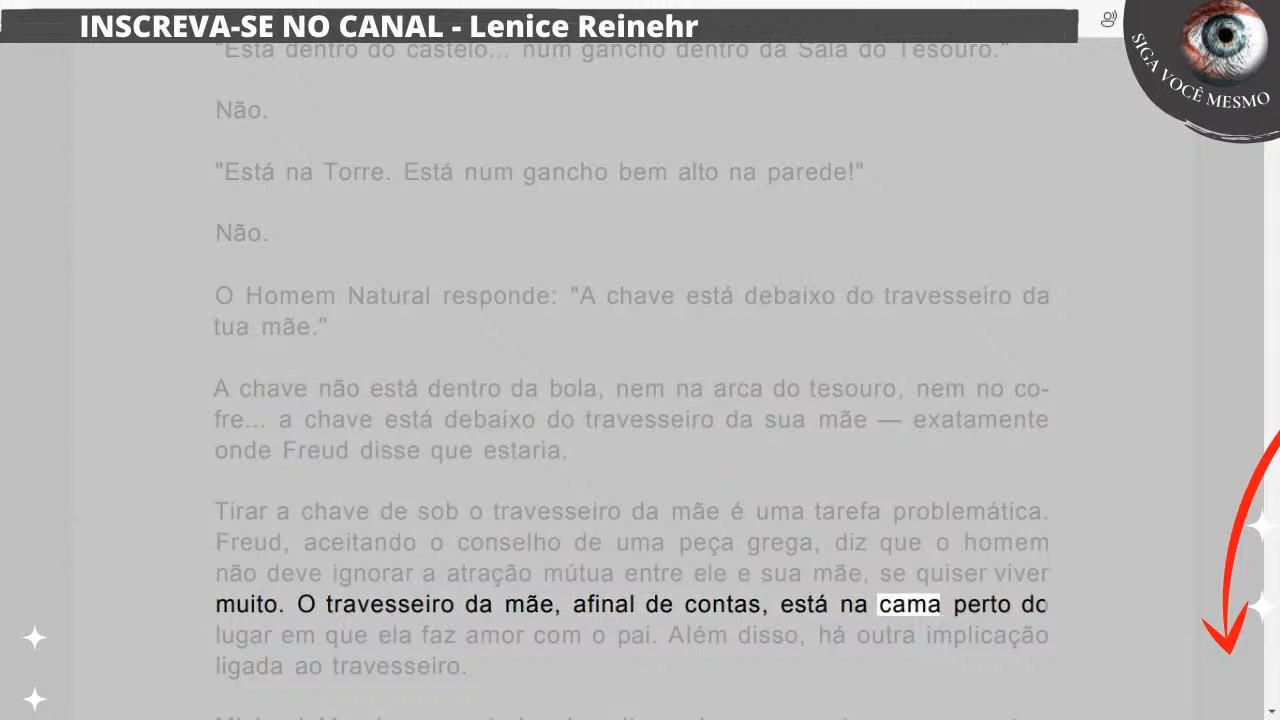 INSCREVA-SE NO CANAL - Lenice Reinehr
SIGA VOCÊ MESMO
"Está dentro do castelo... num gancho dentro da Sala do Tesouro."
Não.
"Está na Torre. Está num gancho bem alto na parede!"
Não.
O Homem Natural responde: "A chave está debaixo do travesseiro da
tua mãe."
A chave não está dentro da bola, nem na arca do tesouro, nem no co-
fre... a chave está debaixo do travesseiro da sua mãe — exatamente
onde Freud disse que estaria.
Tirar a chave de sob o travesseiro da mãe é uma tarefa problemática.
Freud, aceitando o conselho de uma peça grega, diz que o homem
não deve ignorar a atração mútua entre ele e sua mãe, se quiser viver
muito. O travesseiro da mãe, afinal de contas, está na cama perto do
lugar em que ela faz amor com o pai. Além disso, há outra implicação
ligada ao travesseiro.